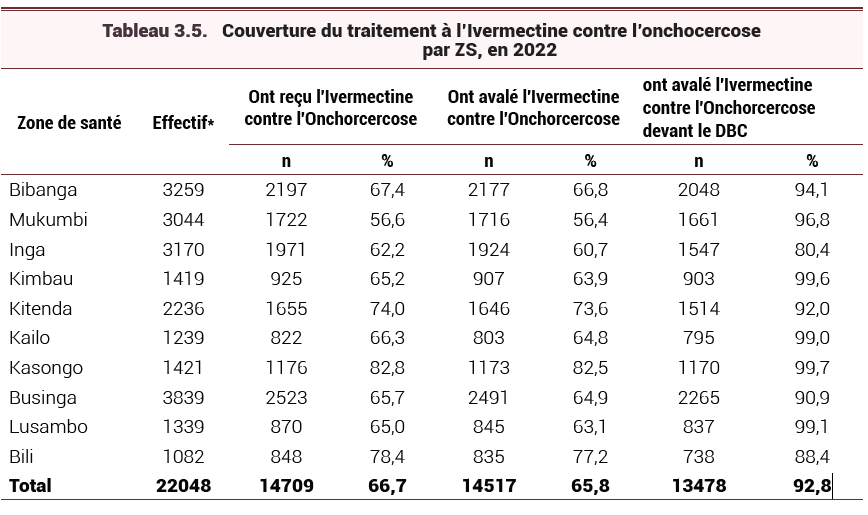 Tableau 3.5. Couverture du traitement à l'Ivermectine contre l'onchocercose
par ZS, en 2022
Zone de santé Effectif* Ont reçu l'Ivermectine contre l'Onchorcercose Ont avalé l'Ivermectine contre l'Onchorcercose ont avalé l'Ivermectine contre l'Onchorcercose devant le DBC
n % n % n %
Bibanga 3259 2197 67,4 2177 66,8 2048 94,1
Mukumbi 3044 1722 56,6 1716 56,4 1661 96,8
Inga 3170 1971 62,2 1924 60,7 1547 80,4
Kimbau 1419 925 65,2 907 63,9 903 99,6
Kitenda 2236 1655 74,0 1646 73,6 1514 92,0
Kailo 1239 822 66,3 803 64,8 795 99,0
Kasongo 1421 1176 82,8 1173 82,5 1170 99,7
Businga 3839 2523 65,7 2491 64,9 2265 90,9
Lusambo 1339 870 65,0 845 63,1 837 99,1
Bili 1082 848 78,4 835 77,2 738 88,4
Total 22048 14709 66,7 14517 65,8 13478 92,8